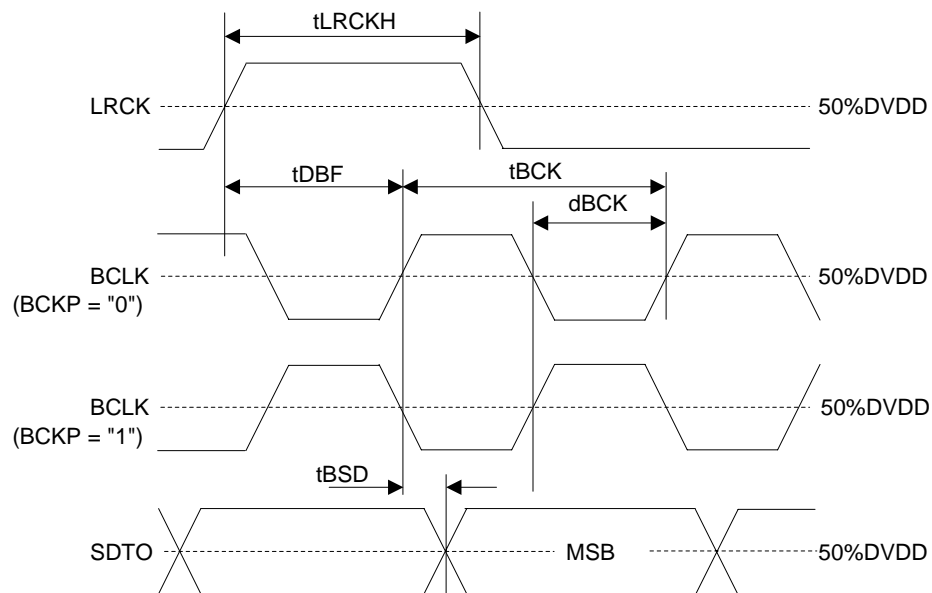 tLRCKH
LRCK
50%DVDD
tDBF
tBCK
dBCK
BCLK
(BCKP = "0")
50%DVDD
BCLK
(BCKP = "1")
50%DVDD
tBSD
SDTO
MSB
50%DVDD